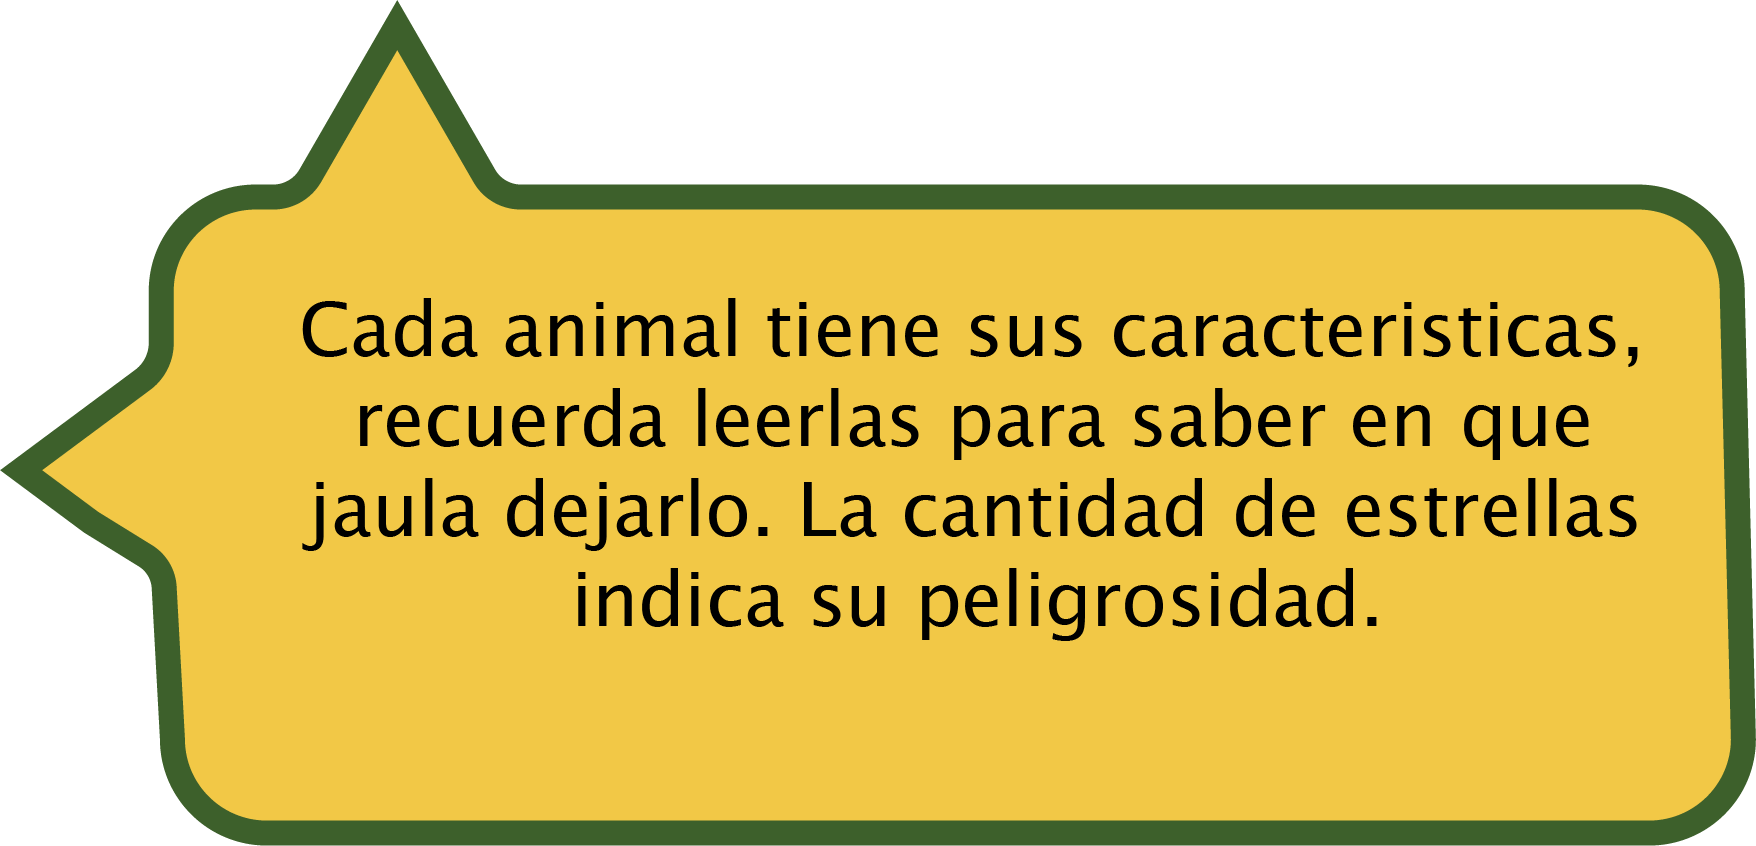 Cada animal tiene sus caracteristicas,
recuerda leerlas para saber en que
jaula dejarlo. La cantidad de estrellas
indica su peligrosidad.